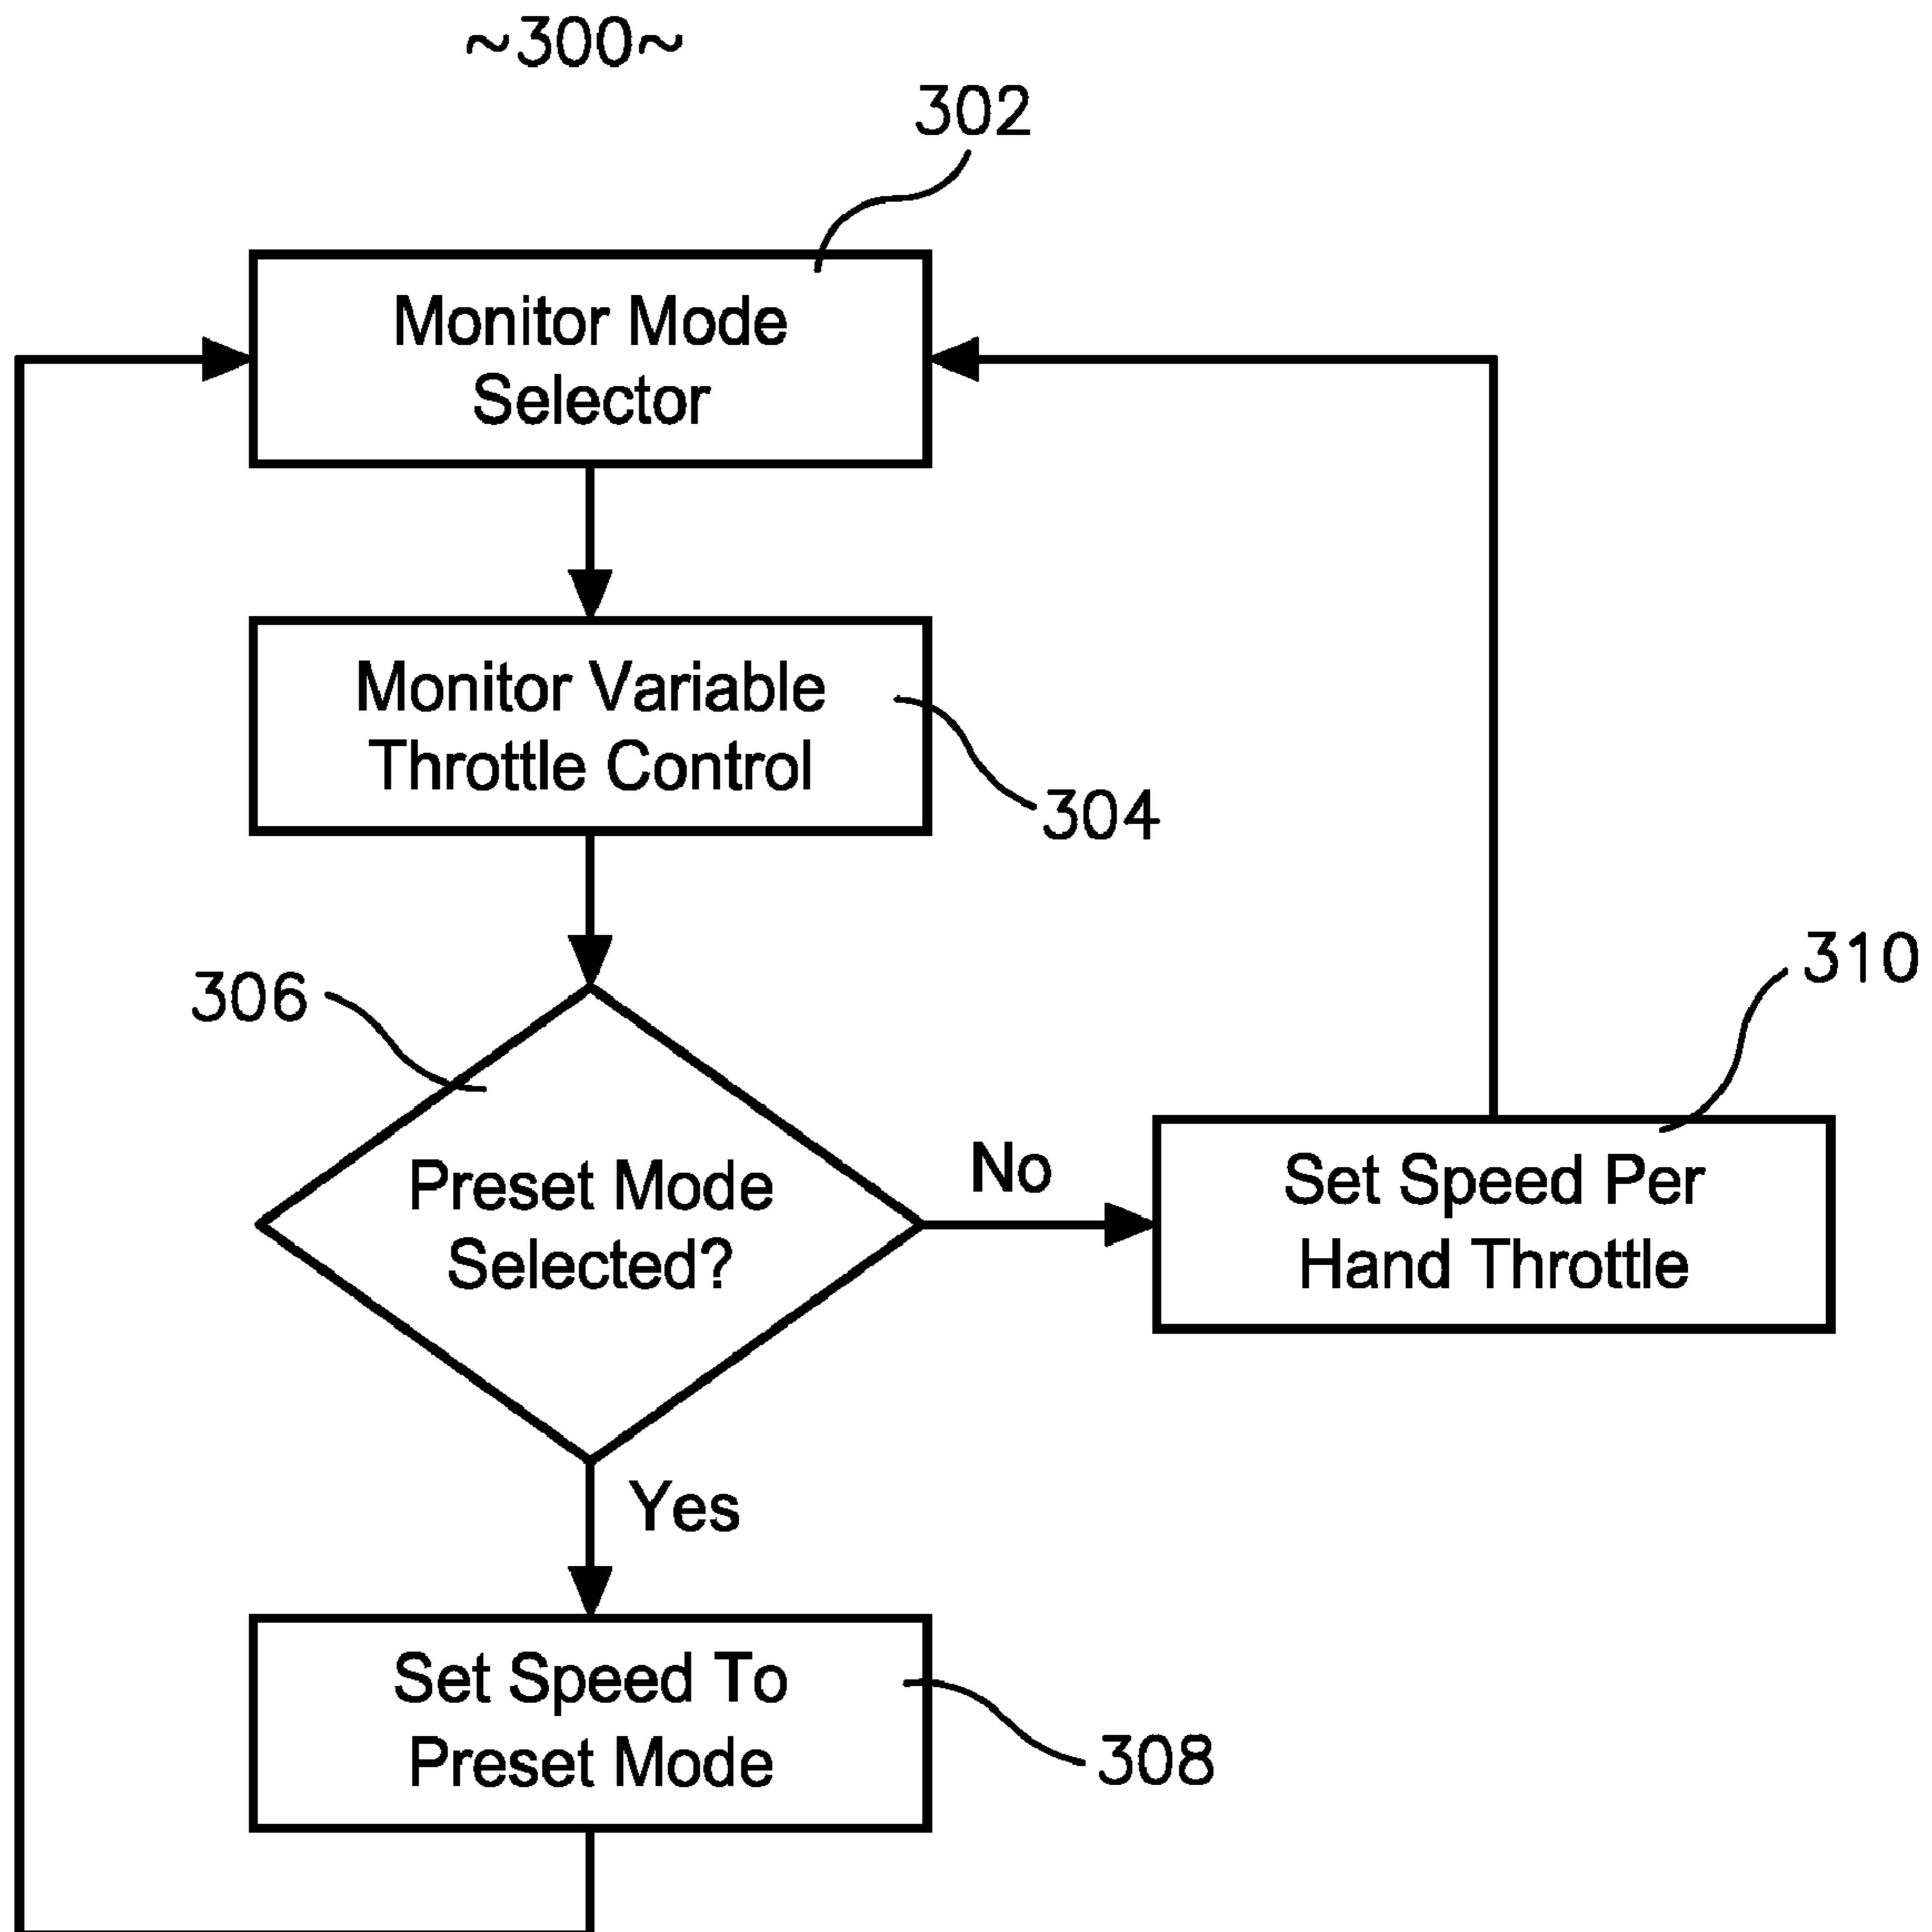 ~300~
302
Monitor Mode
Selector
Monitor Variable
Throttle Control
304
306
310
Preset Mode
Selected?
No
Set Speed Per
Hand Throttle
Yes
Set Speed To
Preset Mode
308